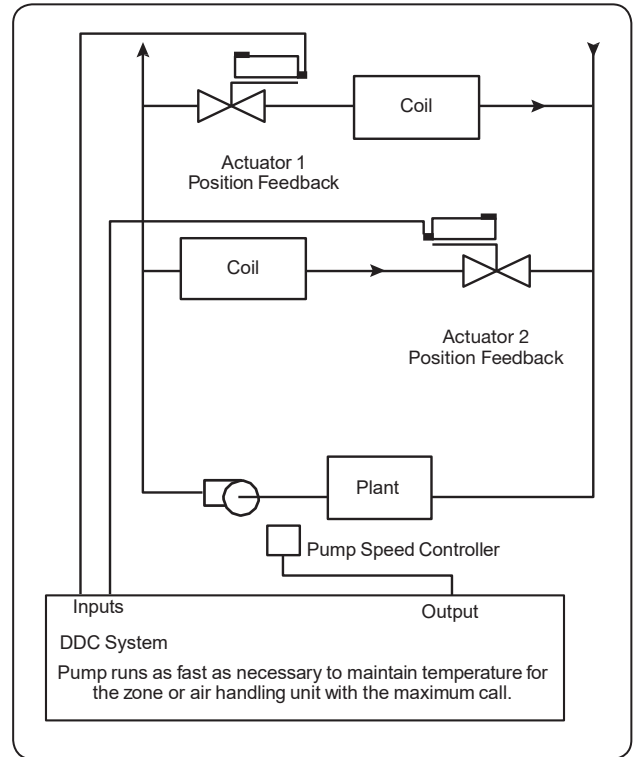 Coil
Actuator 1
Position Feedback
Coil
Actuator 2
Position Feedback
Plant
Pump Speed Controller
Inputs
Output
DDC System
Pump runs as fast as necessary to maintain temperature for
the zone or air handling unit with the maximum call.